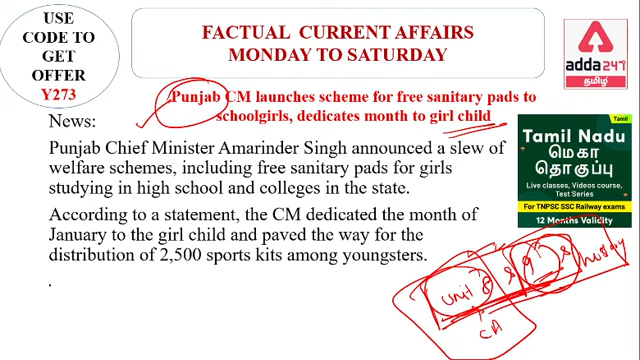 USE
CODE TO
GET
OFFER
Y273
FACTUAL CURRENT AFFAIRS
MONDAY TO SATURDAY
adda247
தமிழ்
Punjab CM launches scheme for free sanitary pads to
schoolgirls, dedicates month to girl child
News:
Punjab Chief Minister Amarinder Singh announced a slew of
welfare schemes, including free sanitary pads for girls
studying in high school and colleges in the state.
According to a statement, the CM dedicated the month of
January to the girl child and paved the way for the
distribution of 2,500 sports kits among youngsters.
.
Tamil
Tamil Nadu
மெகா
தொகுப்பு
Live classes, Videos course,
Test Series
For TNPSC SSC Railway exams
12 Months Validity
unit 8
CA